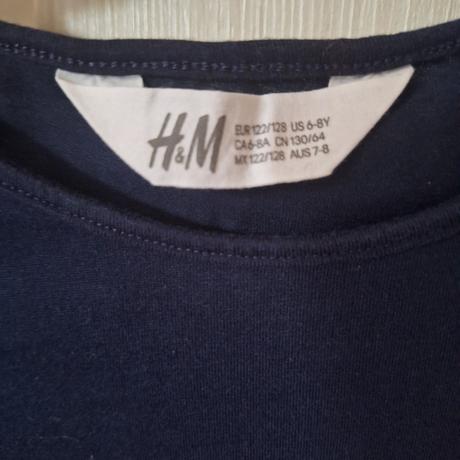 H&M
EUR 122/128 US 6-8Y
CA 6-8A CN 130/64
MX 122/128 AUS 7-8